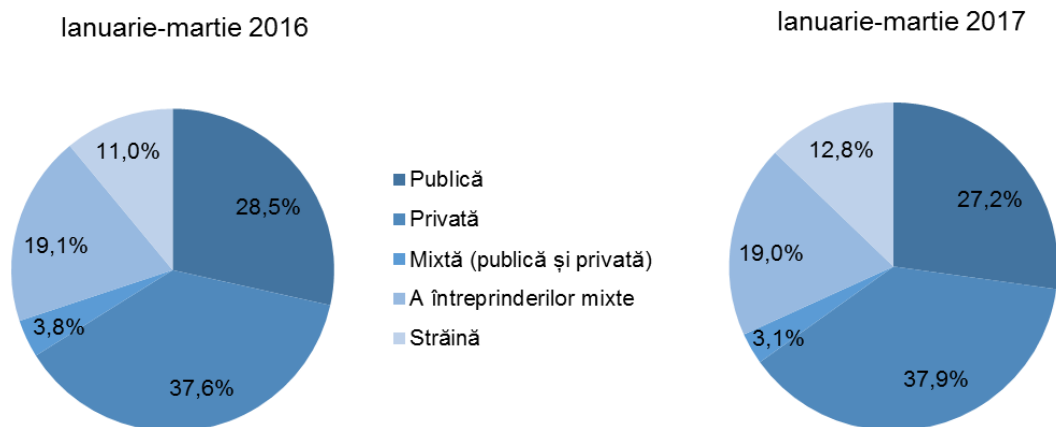 Ianuarie-martie 2016
11,0%
28,5%
19,1%
3,8%
37,6%
Publică
Privată
Mixtă (publică și privată)
A întreprinderilor mixte
Străină
Ianuarie-martie 2017
12,8%
27,2%
19,0%
3,1%
37,9%